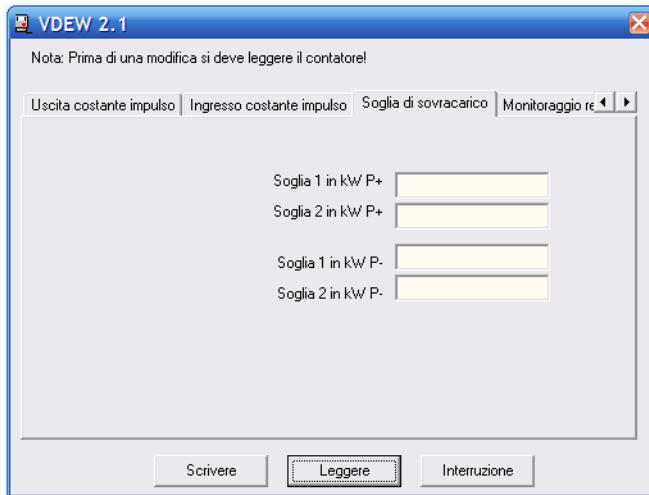 VDEW 2.1
Nota: Prima di una modifica si deve leggere il contatore!
Uscita costante impulso Ingresso costante impulso Soglia di sovracarico Monitoraggio re
Soglia 1 in kW P+
Soglia 2 in kW P+
Soglia 1 in kW P-
Soglia 2 in kW P-
Scrivere Leggere Interruzione